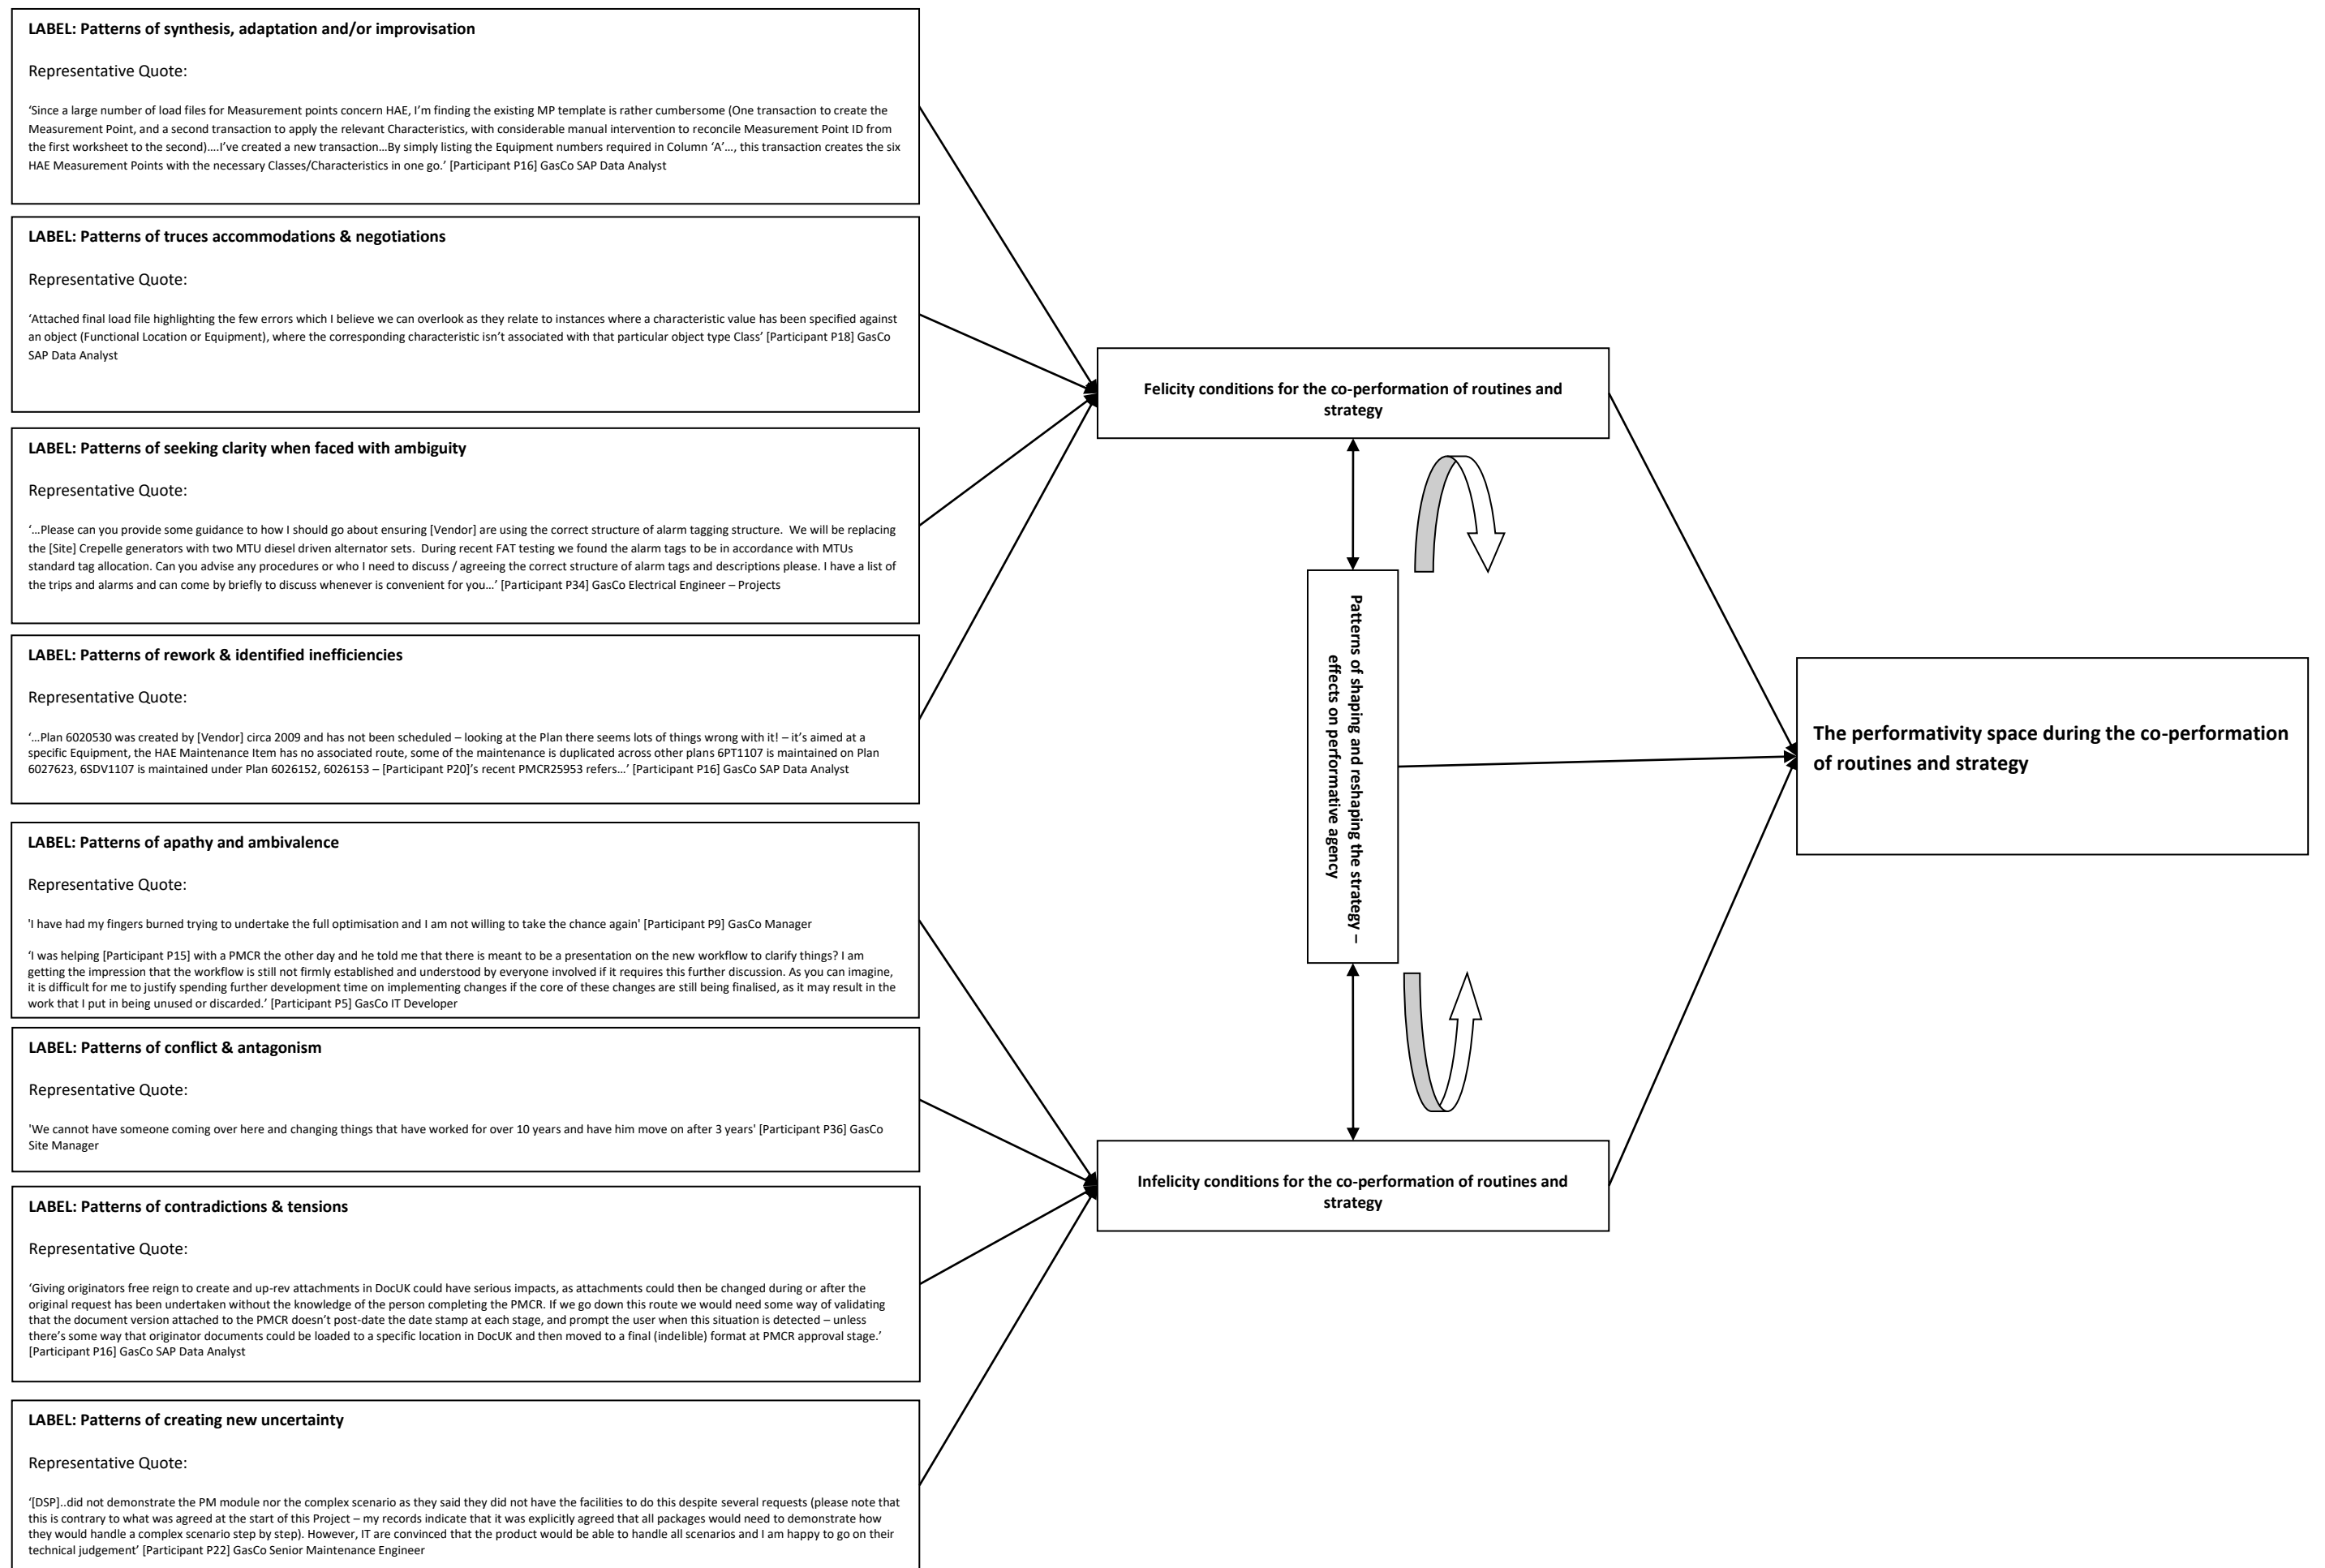 LABEL: Patterns of synthesis, adaptation and/or improvisation
Representative Quote:
‘Since a large number of load files for Measurement points concern HAE, I’m finding the existing MP template is rather cumbersome (One transaction to create the
Measurement Point, and a second transaction to apply the relevant Characteristics, with considerable manual intervention to reconcile Measurement Point ID from
the first worksheet to the second)….I’ve created a new transaction…By simply listing the Equipment numbers required in Column ‘A’…, this transaction creates the six
HAE Measurement Points with the necessary Classes/Characteristics in one go.’ [Participant P16] GasCo SAP Data Analyst
LABEL: Patterns of truces accommodations & negotiations
Representative Quote:
‘Attached final load file highlighting the few errors which I believe we can overlook as they relate to instances where a characteristic value has been specified against
an object (Functional Location or Equipment), where the corresponding characteristic isn’t associated with that particular object type Class’ [Participant P18] GasCo
SAP Data Analyst
LABEL: Patterns of seeking clarity when faced with ambiguity
Representative Quote:
‘…Please can you provide some guidance to how I should go about ensuring [Vendor] are using the correct structure of alarm tagging structure.  We will be replacing
the [Site] Crepelle generators with two MTU diesel driven alternator sets.  During recent FAT testing we found the alarm tags to be in accordance with MTUs
standard tag allocation. Can you advise any procedures or who I need to discuss / agreeing the correct structure of alarm tags and descriptions please. I have a list of
the trips and alarms and can come by briefly to discuss whenever is convenient for you…’ [Participant P34] GasCo Electrical Engineer – Projects
LABEL: Patterns of rework & identified inefficiencies
Representative Quote:
‘…Plan 6020530 was created by [Vendor] circa 2009 and has not been scheduled – looking at the Plan there seems lots of things wrong with it! – it’s aimed at a
specific Equipment, the HAE Maintenance Item has no associated route, some of the maintenance is duplicated across other plans 6PT1107 is maintained on Plan
6027623, 6SDV1107 is maintained under Plan 6026152, 6026153 – [Participant P20]’s recent PMCR25953 refers…’ [Participant P16] GasCo SAP Data Analyst
LABEL: Patterns of apathy and ambivalence
Representative Quote:
'I have had my fingers burned trying to undertake the full optimisation and I am not willing to take the chance again' [Participant P9] GasCo Manager
‘I was helping [Participant P15] with a PMCR the other day and he told me that there is meant to be a presentation on the new workflow to clarify things? I am
getting the impression that the workflow is still not firmly established and understood by everyone involved if it requires this further discussion. As you can imagine,
it is difficult for me to justify spending further development time on implementing changes if the core of these changes are still being finalised, as it may result in the
work that I put in being unused or discarded.’ [Participant P5] GasCo IT Developer
LABEL: Patterns of conflict & antagonism
Representative Quote:
'We cannot have someone coming over here and changing things that have worked for over 10 years and have him move on after 3 years' [Participant P36] GasCo
Site Manager
LABEL: Patterns of contradictions & tensions
Representative Quote:
‘Giving originators free reign to create and up-rev attachments in DocUK could have serious impacts, as attachments could then be changed during or after the
original request has been undertaken without the knowledge of the person completing the PMCR. If we go down this route we would need some way of validating
that the document version attached to the PMCR doesn’t post-date the date stamp at each stage, and prompt the user when this situation is detected – unless
there’s some way that originator documents could be loaded to a specific location in DocUK and then moved to a final (indelible) format at PMCR approval stage.’
[Participant P16] GasCo SAP Data Analyst
LABEL: Patterns of creating new uncertainty
Representative Quote:
‘[DSP]..did not demonstrate the PM module nor the complex scenario as they said they did not have the facilities to do this despite several requests (please note that
this is contrary to what was agreed at the start of this Project – my records indicate that it was explicitly agreed that all packages would need to demonstrate how
they would handle a complex scenario step by step). However, IT are convinced that the product would be able to handle all scenarios and I am happy to go on their
technical judgement’ [Participant P22] GasCo Senior Maintenance Engineer
Felicity conditions for the co-performation of routines and
strategy
Patterns of shaping and reshaping the strategy –
effects on performative agency
Infelicity conditions for the co-performation of routines and
strategy
The performativity space during the co-performation
of routines and strategy